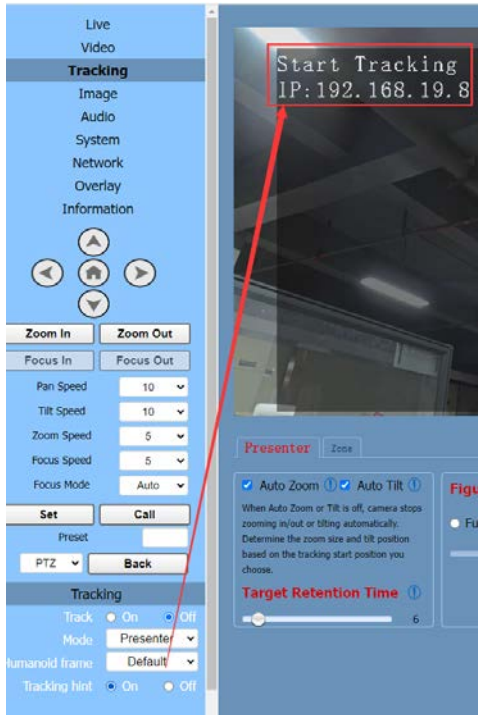 Live
Video
Tracking
Image
Audio
System
Network
Overlay
Information
Zoom In
Zoom Out
Focus In
Focus Out
Pan Speed
10
Tilt Speed
10
Zoom Speed
5
Focus Speed
5
Focus Mode
Auto
Set
Call
Preset
PTZ
Back
Tracking
Track
On
Off
Mode
Presenter
umanoid frame
Default
Tracking hint
On
Off
Start Tracking
IP:192.168.19.8
Presenter
Zone
Auto Zoom
Auto Tilt
When Auto Zoom or Tilt is off, camera stops
zooming in/out or tilting automatically.
Determine the zoom size and tilt position
based on the tracking start position you
choose.
Target Retention Time
6
Figu
Fu